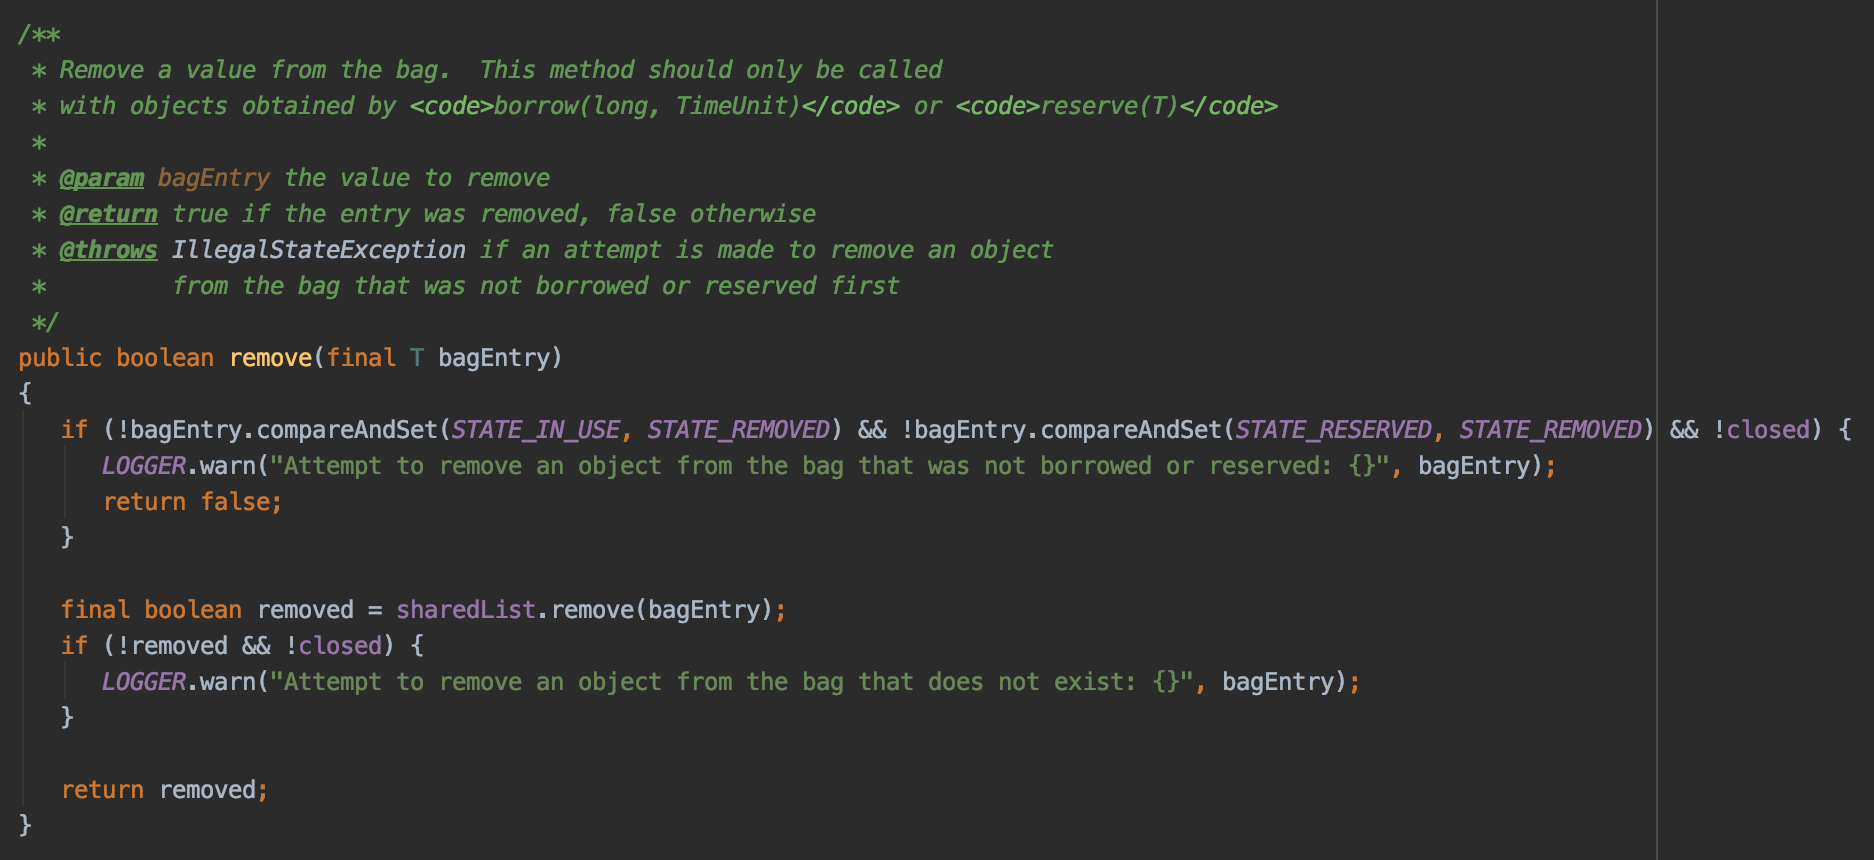 /**
 * Remove a value from the bag.  This method should only be called
 * with objects obtained by <code>borrow(long, TimeUnit)</code> or <code>reserve(T)</code>
 *
 * @param bagEntry the value to remove
 * @return true if the entry was removed, false otherwise
 * @throws IllegalStateException if an attempt is made to remove an object
 *         from the bag that was not borrowed or reserved first
 */
public boolean remove(final T bagEntry)
{
   if (!bagEntry.compareAndSet(STATE_IN_USE, STATE_REMOVED) && !bagEntry.compareAndSet(STATE_RESERVED, STATE_REMOVED) && !closed) {
      LOGGER.warn("Attempt to remove an object from the bag that was not borrowed or reserved: {}", bagEntry);
      return false;
   }

   final boolean removed = sharedList.remove(bagEntry);
   if (!removed && !closed) {
      LOGGER.warn("Attempt to remove an object from the bag that does not exist: {}", bagEntry);
   }

   return removed;
}